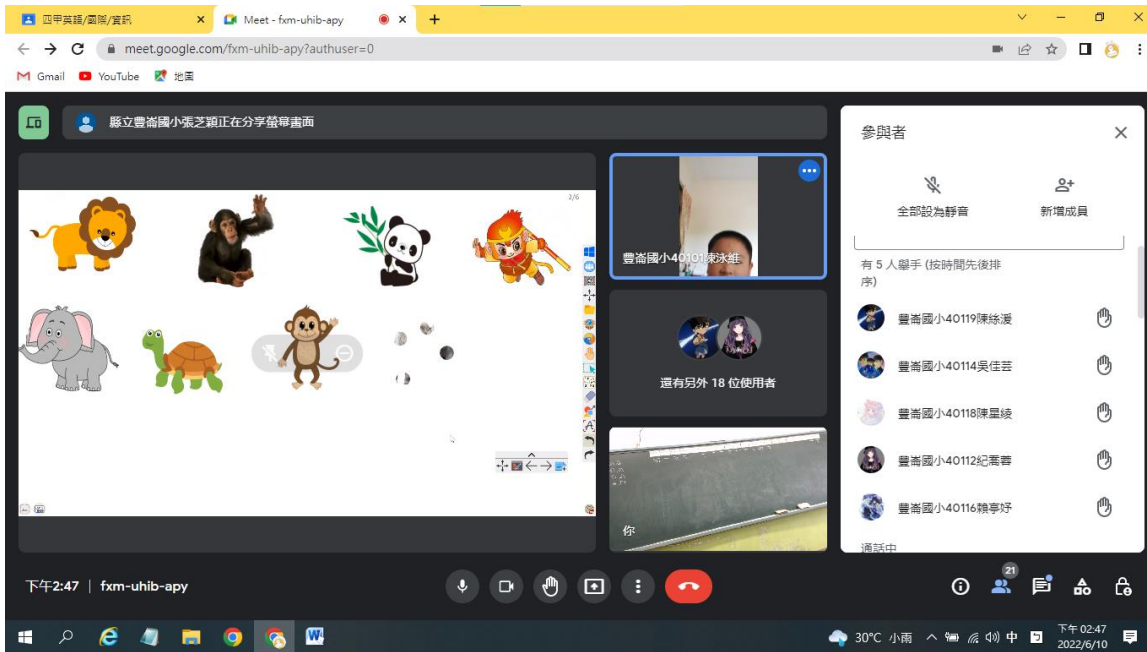 四甲英語/國際/資訊
Meet - fxm-uhib-apy
meet.google.com/fxm-uhib-apy?authuser=0
Gmail
YouTube
地圖
縣立豐崙國小張芝穎正在分享螢幕畫面
2/6
豐崙國小40101陳泳維
還有另外 18 位使用者
你
參與者
全部設為靜音
新增成員
有 5 人舉手 (按時間先後排
序)
豐崙國小40119陳絲湲
豐崙國小40114吳佳芸
豐崙國小40118陳星綾
豐崙國小40112紀喬蓉
豐崙國小40116賴亭妤
通話中
下午2:47 | fxm-uhib-apy
21
30°C 小雨
中
下午 02:47
2022/6/10